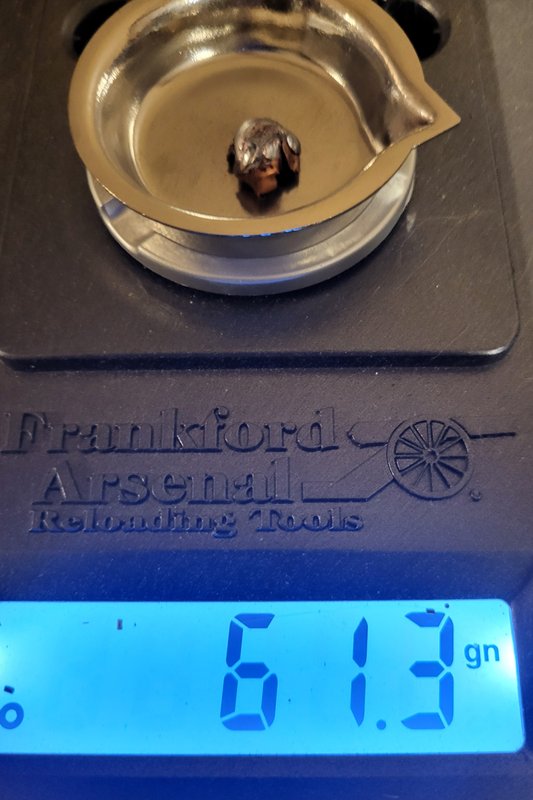 Frankford
Arsenal
Reloading Tools
61.3 gn